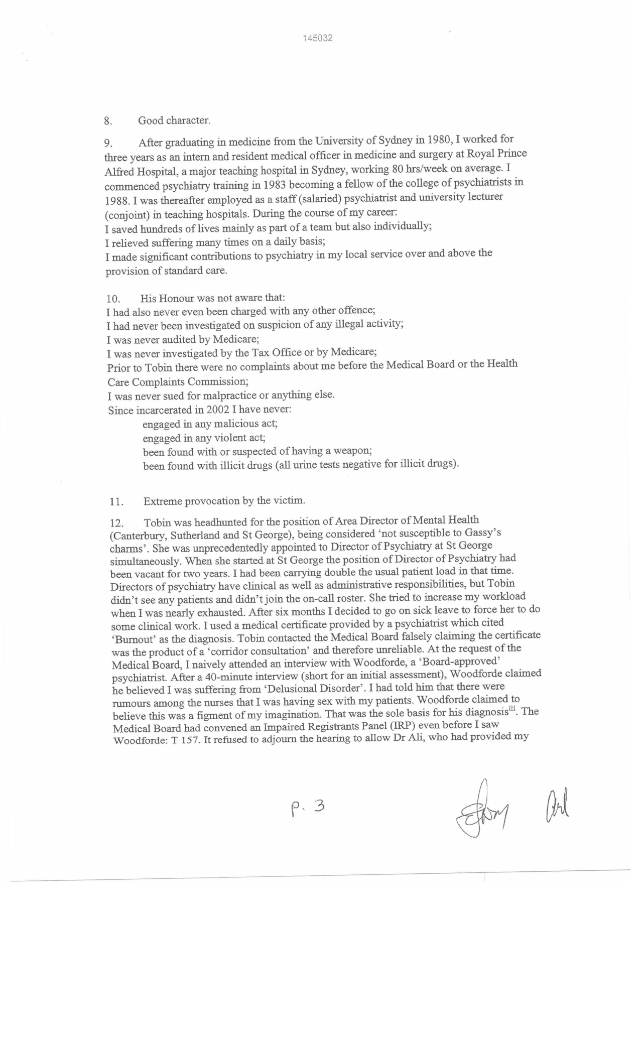 145032
8. Good character.
9. After graduating in medicine from the University of Sydney in 1980, I worked for
three years as an intern and resident medical officer in medicine and surgery at Royal Prince
Alfred Hospital, a major teaching hospital in Sydney, working 80 hrs/week on average. I
commenced psychiatry training in 1983 becoming a fellow of the college of psychiatrists in
1988. I was thereafter employed as a staff (salaried) psychiatrist and university lecturer
(conjoint) in teaching hospitals. During the course of my career:
I saved hundreds of lives mainly as part of a team but also individually;
I relieved suffering many times on a daily basis;
I made significant contributions to psychiatry in my local service over and above the
provision of standard care.
10. His Honour was not aware that:
I had also never even been charged with any other offence;
I had never been investigated on suspicion of any illegal activity;
I was never audited by Medicare;
I was never investigated by the Tax Office or by Medicare;
Prior to Tobin there were no complaints about me before the Medical Board or the Health
Care Complaints Commission;
I was never sued for malpractice or anything else.
Since incarcerated in 2002 I have never:
engaged in any malicious act;
engaged in any violent act;
been found with or suspected of having a weapon;
been found with illicit drugs (all urine tests negative for illicit drugs).
11. Extreme provocation by the victim.
12. Tobin was headhunted for the position of Area Director of Mental Health
(Canterbury, Sutherland and St George), being considered 'not susceptible to Gassy's
charms'. She was unprecedentedly appointed to Director of Psychiatry at St George
simultaneously. When she started at St George the position of Director of Psychiatry had
been vacant for two years. I had been carrying double the usual patient load in that time.
Directors of psychiatry have clinical as well as administrative responsibilities, but Tobin
didn't see any patients and didn't join the on-call roster. She tried to increase my workload
when I was nearly exhausted. After six months I decided to go on sick leave to force her to do
some clinical work. I used a medical certificate provided by a psychiatrist which cited
'Burnout' as the diagnosis. Tobin contacted the Medical Board falsely claiming the certificate
was the product of a 'corridor consultation' and therefore unreliable. At the request of the
Medical Board, I naively attended an interview with Woodforde, a 'Board-approved'
psychiatrist. After a 40-minute interview (short for an initial assessment), Woodforde claimed
he believed I was suffering from 'Delusional Disorder'. I had told him that there were
rumours among the nurses that I was having sex with my patients. Woodforde claimed to
believe this was a figment of my imagination. That was the sole basis for his diagnosis iii. The
Medical Board had convened an Impaired Registrants Panel (IRP) even before I saw
Woodforde: T 157. It refused to adjourn the hearing to allow Dr Ali, who had provided my
p. 3